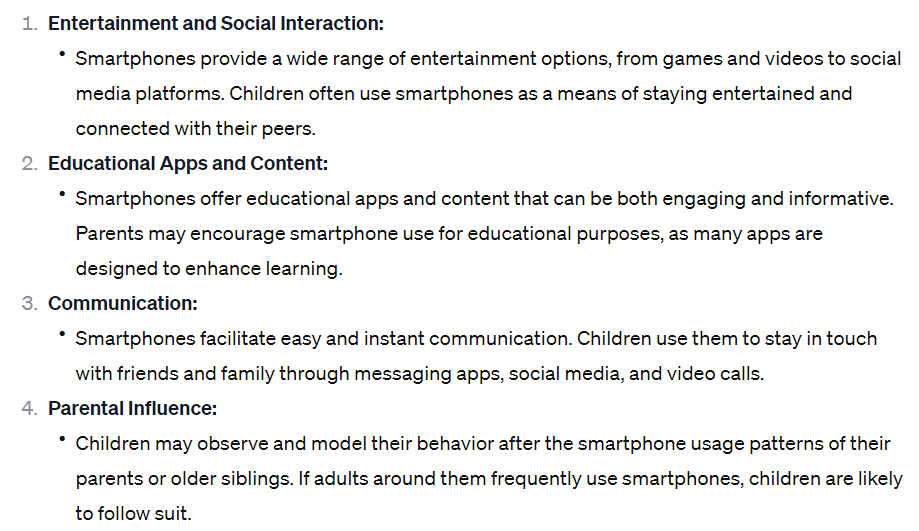 1. Entertainment and Social Interaction:
• Smartphones provide a wide range of entertainment options, from games and videos to social
media platforms. Children often use smartphones as a means of staying entertained and
connected with their peers.
2. Educational Apps and Content:
• Smartphones offer educational apps and content that can be both engaging and informative.
Parents may encourage smartphone use for educational purposes, as many apps are
designed to enhance learning.
3. Communication:
• Smartphones facilitate easy and instant communication. Children use them to stay in touch
with friends and family through messaging apps, social media, and video calls.
4. Parental Influence:
• Children may observe and model their behavior after the smartphone usage patterns of their
parents or older siblings. If adults around them frequently use smartphones, children are likely
to follow suit.